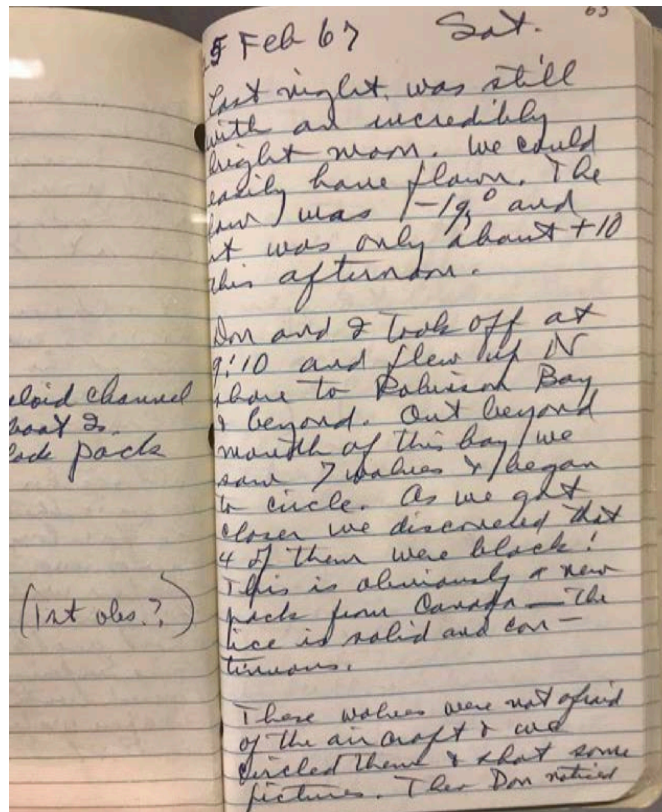 63
5 Feb 67 Sat.
Last night was still
with an incredibly
bright moon. We could
easily have flown. The
low was -19° and
it was only about +10
this afternoon.
Don and I took off at
9:10 and flew up N
shore to Robinson Bay
& beyond. Out beyond
mouth of this bay we
saw 7 wolves & began
to circle. As we got
closer we discovered that
4 of them were black!
This is obviously a new
pack from Canada — the
ice is solid and con-
tinuous.
These wolves were not afraid
of the aircraft & we
circled them & shot some
pictures. Then Don noticed
channel
pack
(1st obs.?)